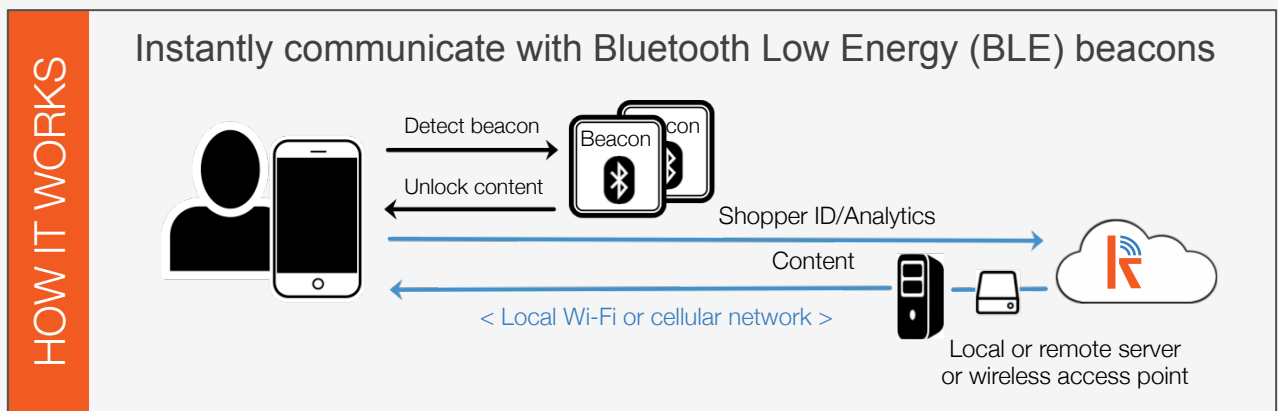 HOW IT WORKS
Instantly communicate with Bluetooth Low Energy (BLE) beacons
Detect beacon
Beacon
con
Unlock content
Shopper ID/Analytics
Content
< Local Wi-Fi or cellular network >
Local or remote server
or wireless access point